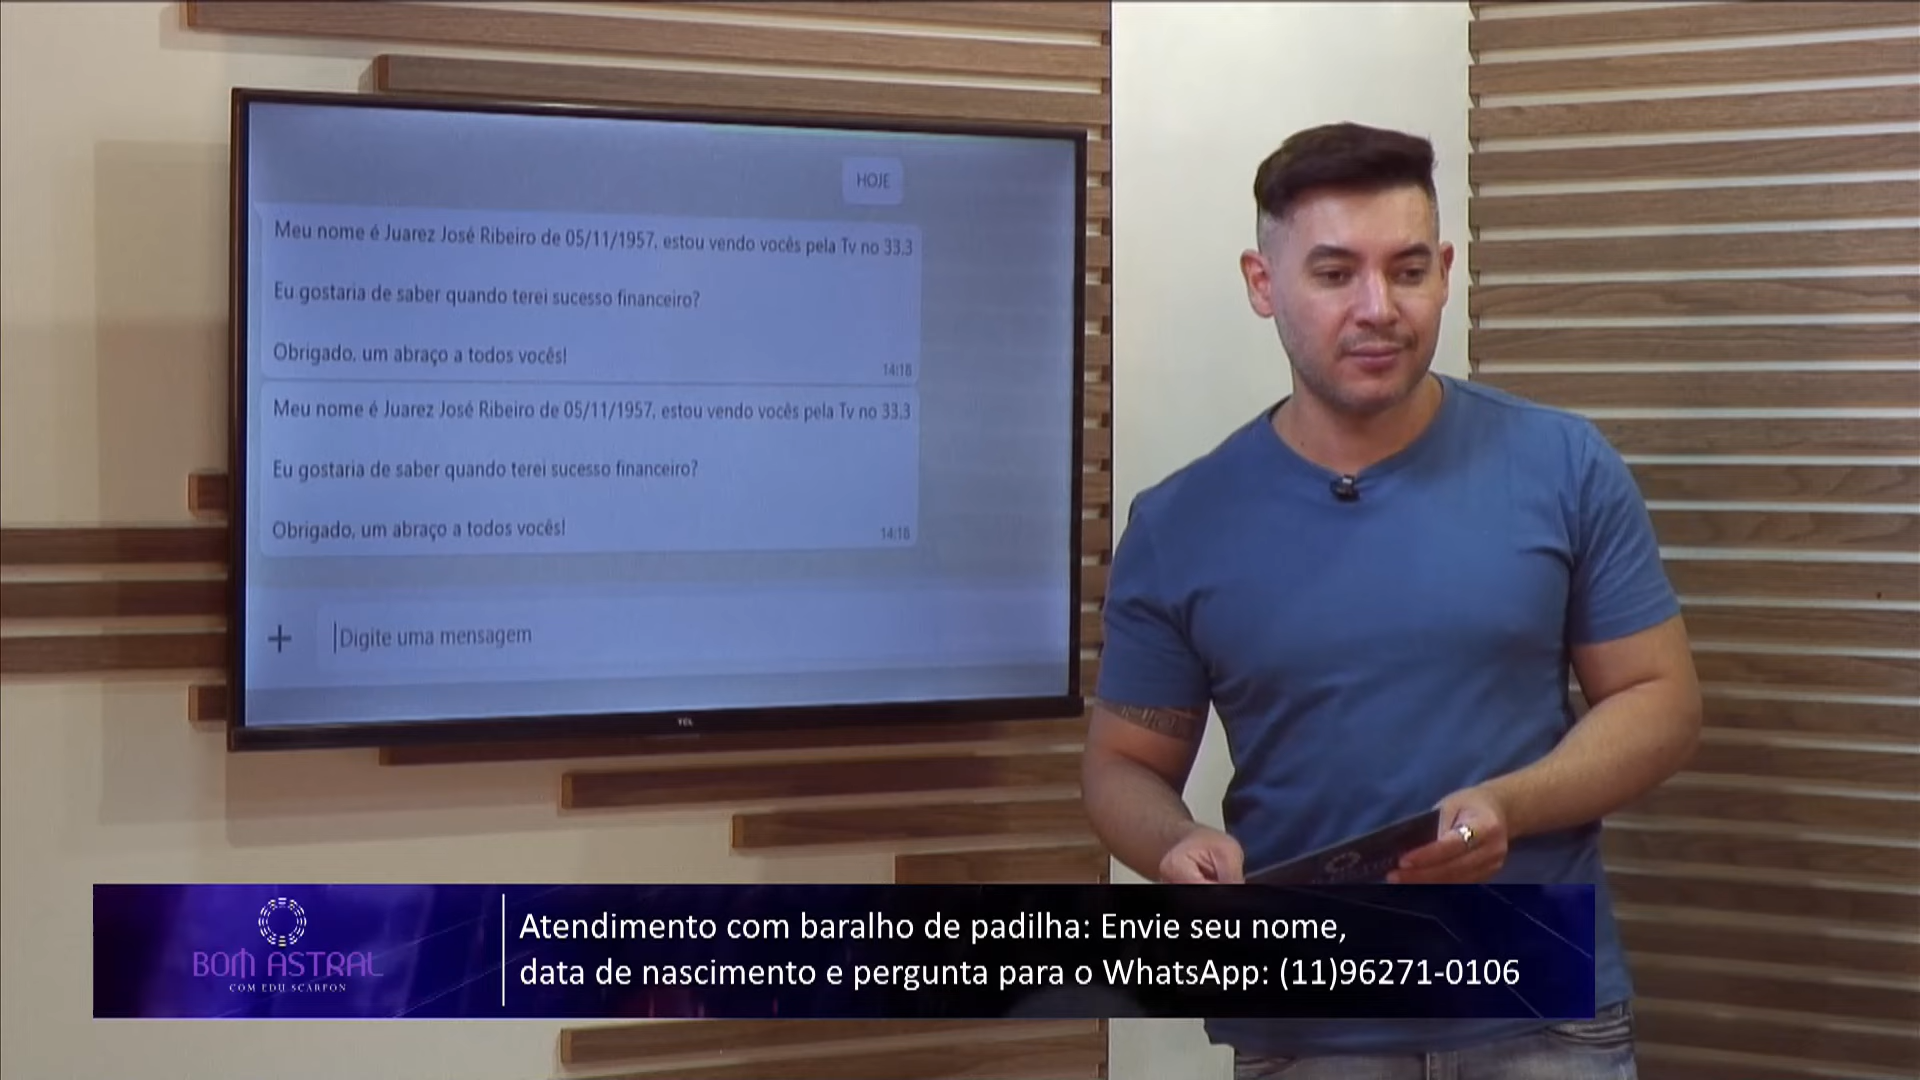 HOJE
Meu nome é Juarez José Ribeiro de 05/11/1957, estou vendo vocês pela Tv no 33.3
Eu gostaria de saber quando terei sucesso financeiro?
Obrigado, um abraço a todos vocês!
14:18
Meu nome é Juarez José Ribeiro de 05/11/1957, estou vendo vocês pela Tv no 33.3
Eu gostaria de saber quando terei sucesso financeiro?
Obrigado, um abraço a todos vocês!
14:18
+ Digite uma mensagem
TCL
BOM ASTRAL
COM EDU SCARFON
Atendimento com baralho de padilha: Envie seu nome,
data de nascimento e pergunta para o WhatsApp: (11)96271-0106